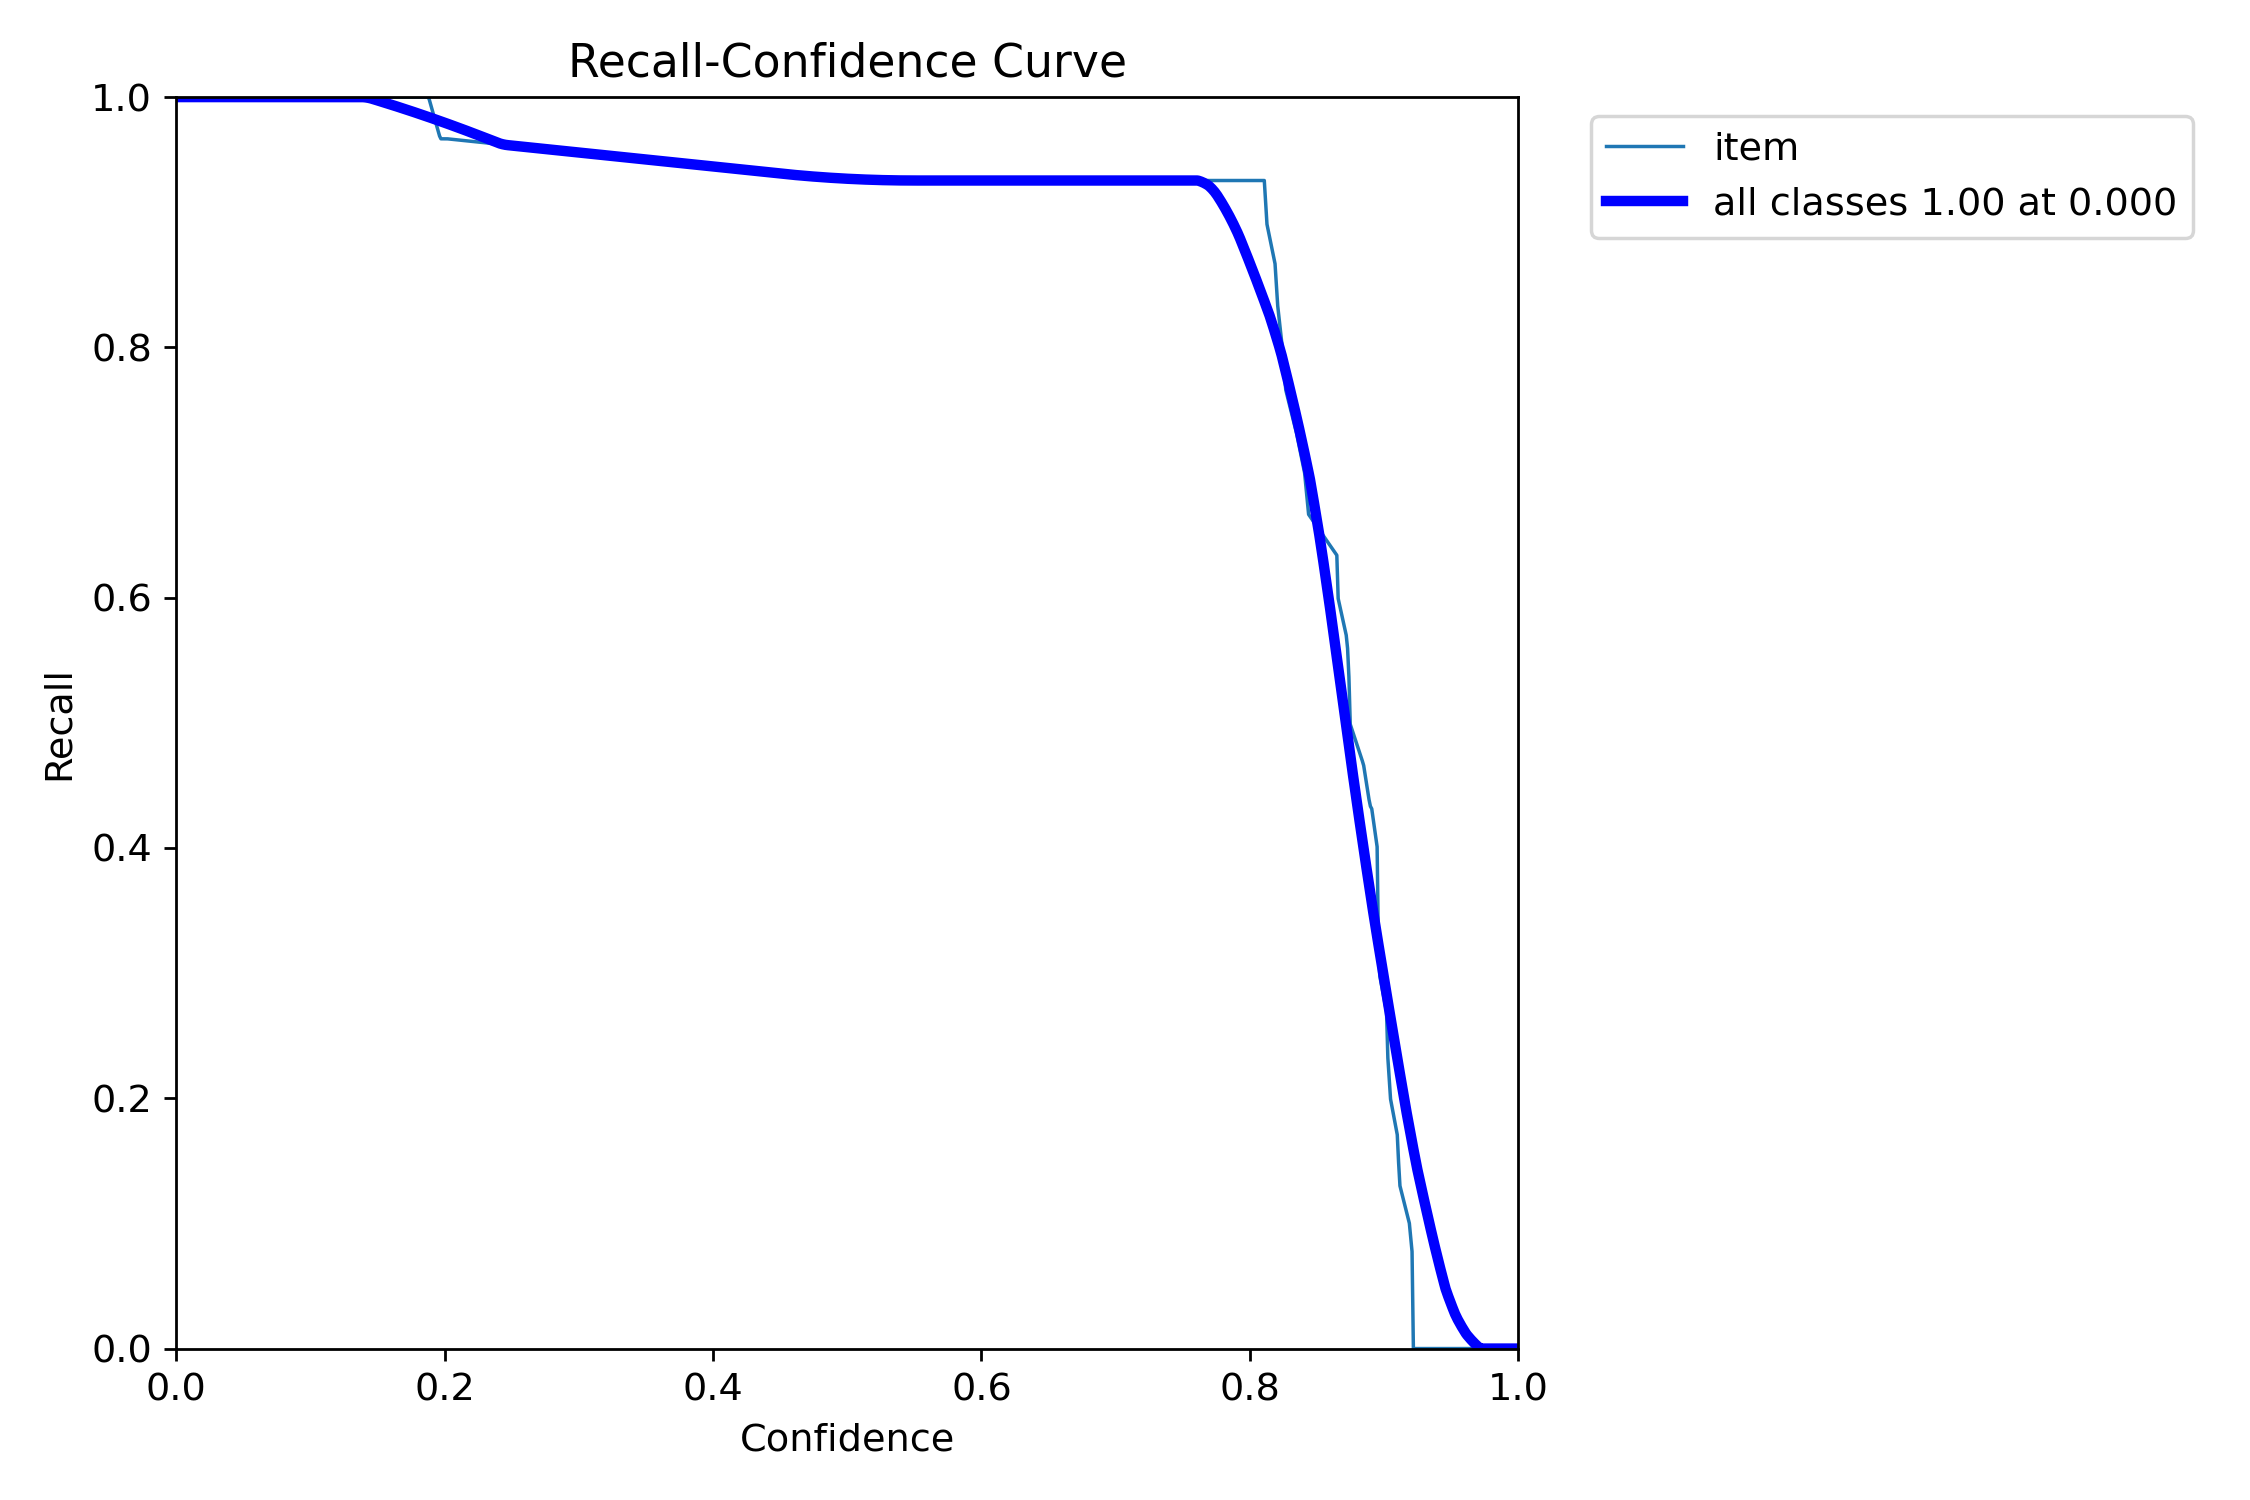 Recall-Confidence Curve
1.0
0.8
0.6
0.4
0.2
0.0
Recall
0.0 0.2 0.4 0.6 0.8 1.0
Confidence
item
all classes 1.00 at 0.000